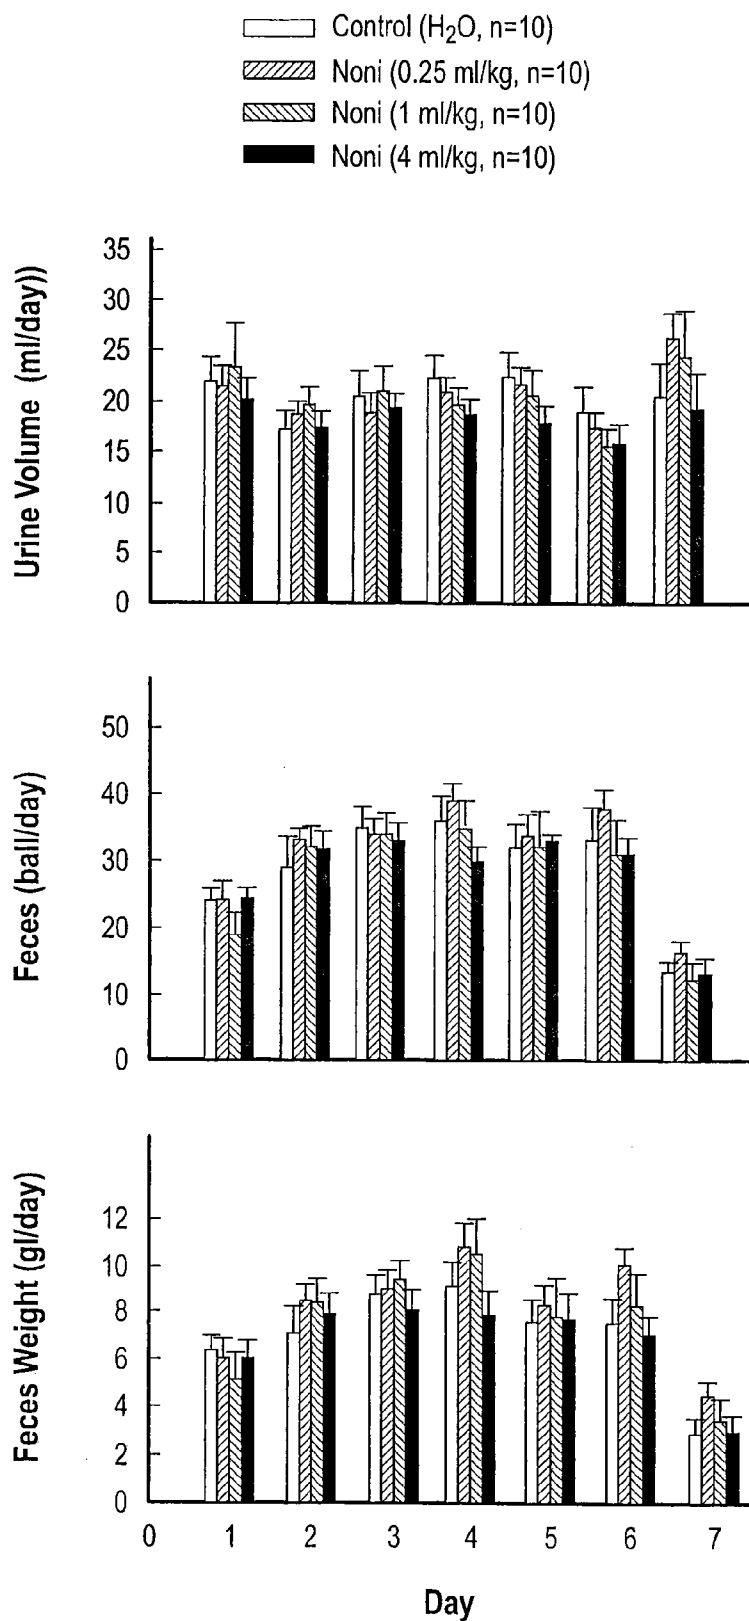 Control (H₂O, n=10)
Noni (0.25 ml/kg, n=10)
Noni (1 ml/kg, n=10)
Noni (4 ml/kg, n=10)
Urine Volume (ml/day))
35
30
25
20
15
10
5
0
Feces (ball/day)
50
40
30
20
10
0
Feces Weight (gl/day)
12
10
8
6
4
2
0
0 1 2 3 4 5 6 7
Day